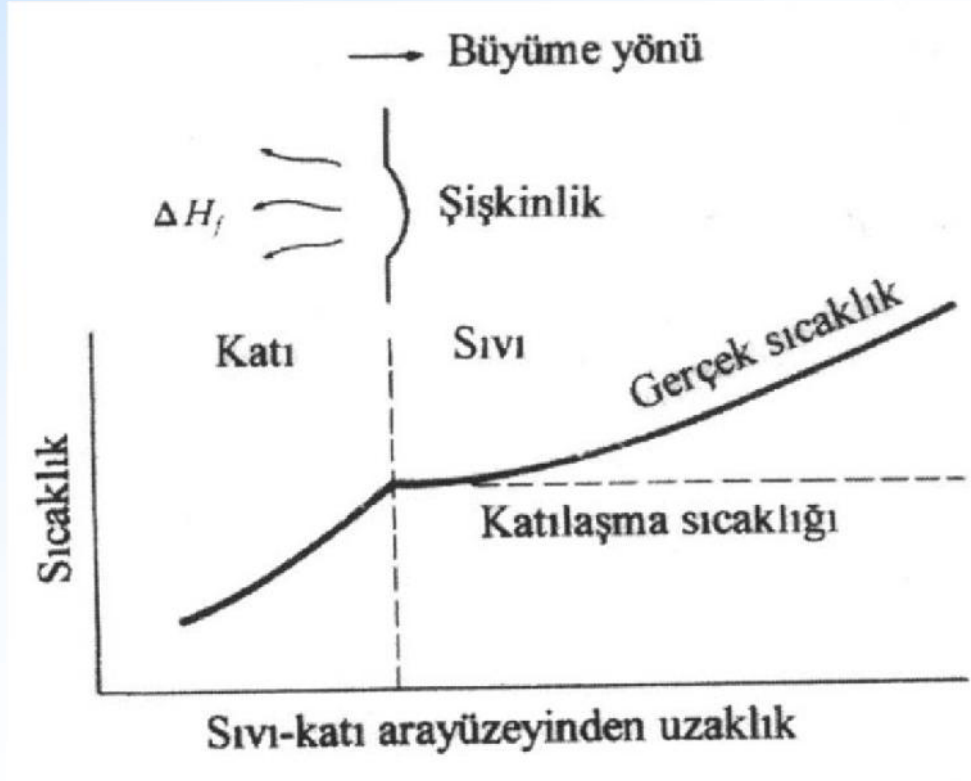 Büyüme yönü
ΔH_f
Şişkinlik
Katı
Sıvı
Gerçek sıcaklık
Katılaşma sıcaklığı
Sıcaklık
Sıvı-katı arayüzeyinden uzaklık